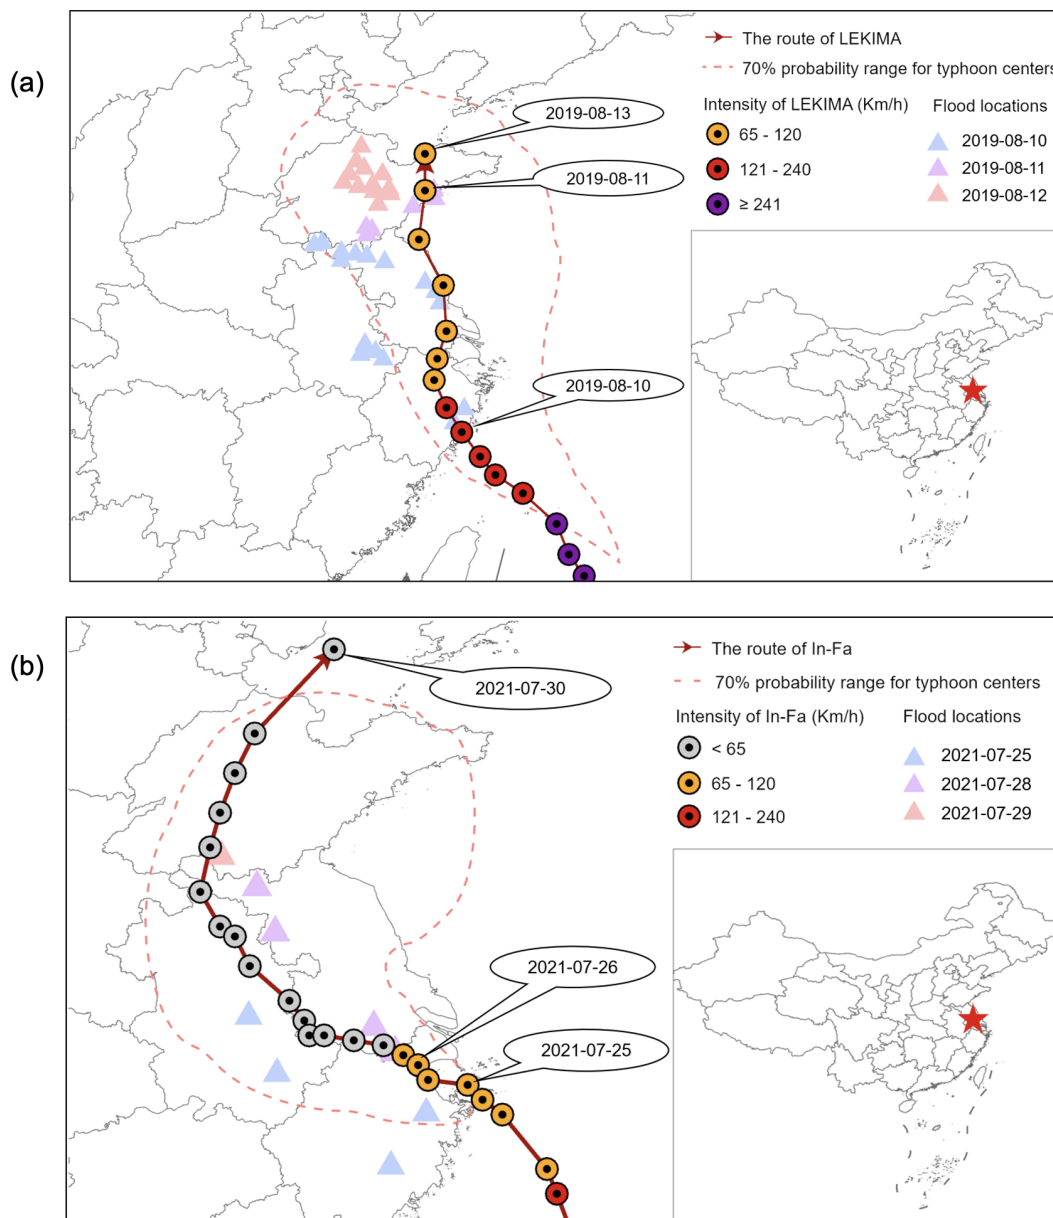 (a)
The route of LEKIMA
70% probability range for typhoon centers
Intensity of LEKIMA (Km/h)
Flood locations
65 - 120
2019-08-10
121 - 240
2019-08-11
≥ 241
2019-08-12
2019-08-13
2019-08-11
2019-08-10
(b)
The route of In-Fa
70% probability range for typhoon centers
Intensity of In-Fa (Km/h)
Flood locations
< 65
2021-07-25
65 - 120
2021-07-28
121 - 240
2021-07-29
2021-07-30
2021-07-26
2021-07-25